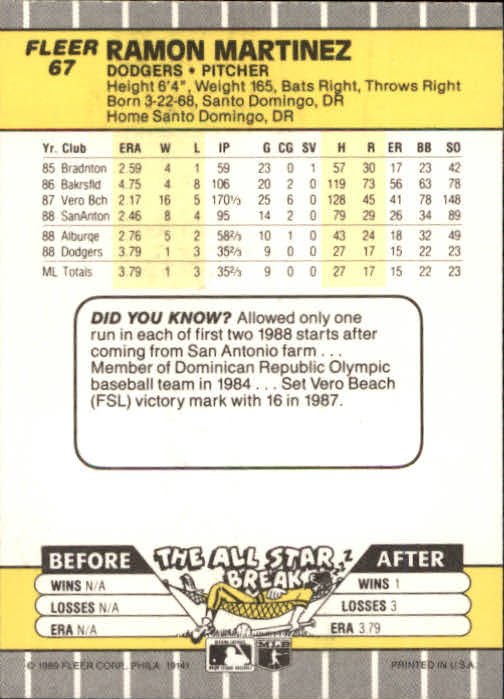 FLEER RAMON MARTINEZ
67 DODGERS • PITCHER
Height 6'4", Weight 165, Bats Right, Throws Right
Born 3-22-68, Santo Domingo, DR
Home Santo Domingo, DR
Yr. Club ERA W L IP G CG SV H R ER BB SO
85 Bradnton 2.59 4 1 59 23 0 1 57 30 17 23 42
86 Bakrsfld 4.75 4 8 106 20 2 0 119 73 56 63 78
87 Vero Bch 2.17 16 5 170⅓ 25 6 0 128 45 41 78 148
88 SanAnton 2.46 8 4 95 14 2 0 79 29 26 34 89
88 Alburge 2.76 5 2 58⅔ 10 1 0 43 24 18 32 49
88 Dodgers 3.79 1 3 35⅔ 9 0 0 27 17 15 22 23
ML Totals 3.79 1 3 35⅔ 9 0 0 27 17 15 22 23
DID YOU KNOW? Allowed only one
run in each of first two 1988 starts after
coming from San Antonio farm . . .
Member of Dominican Republic Olympic
baseball team in 1984 . . . Set Vero Beach
(FSL) victory mark with 16 in 1987.
BEFORE THE ALL STAR BREAK Z AFTER
WINS N/A WINS 1
LOSSES N/A LOSSES 3
ERA N/A ERA 3.79
MLB
© 1989 FLEER CORP., PHILA. 19141 PRINTED IN U.S.A.